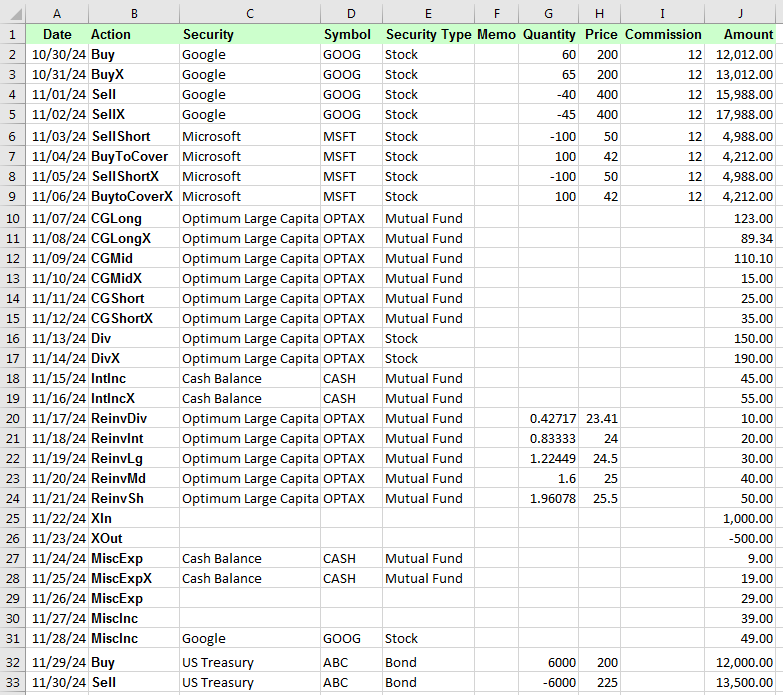 A B C D E F G H I J
1 Date Action Security Symbol Security Type Memo Quantity Price Commission Amount
2 10/30/24 Buy Google GOOG Stock 60 200 12 12,012.00
3 10/31/24 BuyX Google GOOG Stock 65 200 12 13,012.00
4 11/01/24 Sell Google GOOG Stock -40 400 12 15,988.00
5 11/02/24 SellX Google GOOG Stock -45 400 12 17,988.00
6 11/03/24 SellShort Microsoft MSFT Stock -100 50 12 4,988.00
7 11/04/24 BuyToCover Microsoft MSFT Stock 100 42 12 4,212.00
8 11/05/24 SellShortX Microsoft MSFT Stock -100 50 12 4,988.00
9 11/06/24 BuytoCoverX Microsoft MSFT Stock 100 42 12 4,212.00
10 11/07/24 CGLong Optimum Large Capita OPTAX Mutual Fund 123.00
11 11/08/24 CGLongX Optimum Large Capita OPTAX Mutual Fund 89.34
12 11/09/24 CGMid Optimum Large Capita OPTAX Mutual Fund 110.10
13 11/10/24 CGMidX Optimum Large Capita OPTAX Mutual Fund 15.00
14 11/11/24 CGShort Optimum Large Capita OPTAX Mutual Fund 25.00
15 11/12/24 CGShortX Optimum Large Capita OPTAX Mutual Fund 35.00
16 11/13/24 Div Optimum Large Capita OPTAX Stock 150.00
17 11/14/24 DivX Optimum Large Capita OPTAX Stock 190.00
18 11/15/24 IntInc Cash Balance CASH Mutual Fund 45.00
19 11/16/24 IntIncX Cash Balance CASH Mutual Fund 55.00
20 11/17/24 ReinvDiv Optimum Large Capita OPTAX Mutual Fund 0.42717 23.41 10.00
21 11/18/24 ReinvInt Optimum Large Capita OPTAX Mutual Fund 0.83333 24 20.00
22 11/19/24 ReinvLg Optimum Large Capita OPTAX Mutual Fund 1.22449 24.5 30.00
23 11/20/24 ReinvMd Optimum Large Capita OPTAX Mutual Fund 1.6 25 40.00
24 11/21/24 ReinvSh Optimum Large Capita OPTAX Mutual Fund 1.96078 25.5 50.00
25 11/22/24 XIn 1,000.00
26 11/23/24 XOut -500.00
27 11/24/24 MiscExp Cash Balance CASH Mutual Fund 9.00
28 11/25/24 MiscExpX Cash Balance CASH Mutual Fund 19.00
29 11/26/24 MiscExp 29.00
30 11/27/24 MiscInc 39.00
31 11/28/24 MiscInc Google GOOG Stock 49.00
32 11/29/24 Buy US Treasury ABC Bond 6000 200 12,000.00
33 11/30/24 Sell US Treasury ABC Bond -6000 225 13,500.00